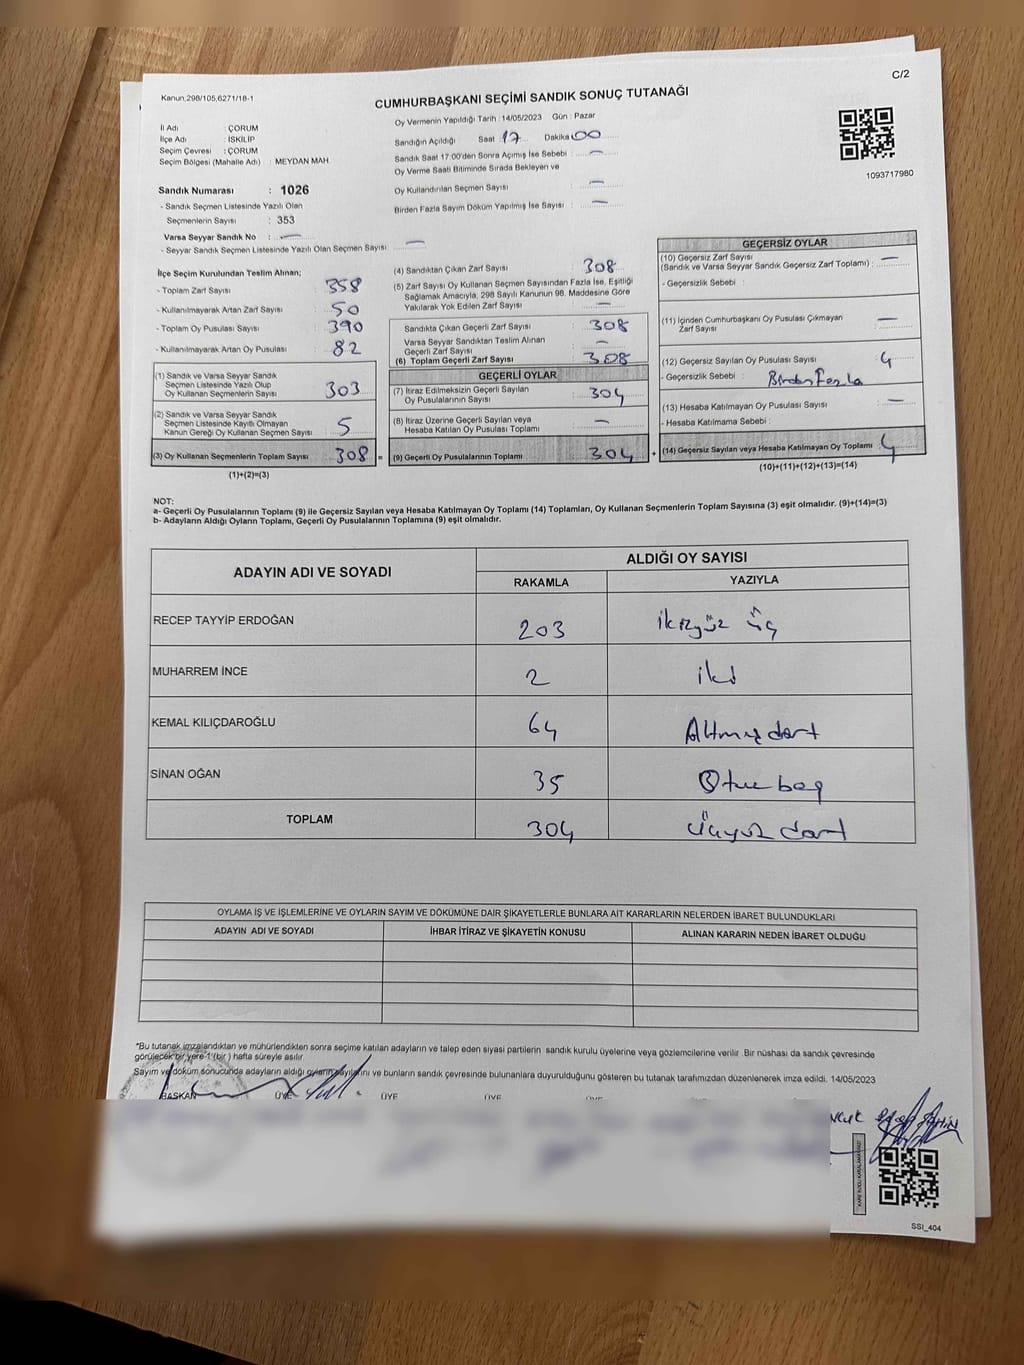 C/2
Kanun,298/105,6271/18-1
CUMHURBAŞKANI SEÇİMİ SANDIK SONUÇ TUTANAĞI
Oy Vermenin Yapıldığı Tarih : 14/05/2023 Gün : Pazar
İl Adı : ÇORUM
İlçe Adı : İSKİLİP
Seçim Çevresi : ÇORUM
Seçim Bölgesi (Mahalle Adı) : MEYDAN MAH.
Sandık Numarası : 1026
- Sandık Seçmen Listesinde Yazılı Olan
Seçmenlerin Sayısı : 353
Varsa Seyyar Sandık No : —
- Seyyar Sandık Seçmen Listesinde Yazılı Olan Seçmen Sayısı : —
Sandığın Açıldığı Saat : 17 Dakika : 00
Sandık Saat 17:00'den Sonra Açılmış İse Sebebi : —
Oy Verme Saati Bitiminde Sırada Bekleyen ve
Oy Kullandırılan Seçmen Sayısı : —
Birden Fazla Sayım Döküm Yapılmış İse Sayısı : —
1093717980
İlçe Seçim Kurulundan Teslim Alınan;
- Toplam Zarf Sayısı : 358
- Kullanılmayarak Artan Zarf Sayısı : 50
- Toplam Oy Pusulası Sayısı : 390
- Kullanılmayarak Artan Oy Pusulası : 82
(1) Sandık ve Varsa Seyyar Sandık
Seçmen Listesinde Yazılı Olup
Oy Kullanan Seçmenlerin Sayısı : 303
(2) Sandık ve Varsa Seyyar Sandık
Seçmen Listesinde Kayıtlı Olmayan
Kanun Gereği Oy Kullanan Seçmen Sayısı : 5
(3) Oy Kullanan Seçmenlerin Toplam Sayısı : 308 =
(1)+(2)=(3)
(4) Sandıktan Çıkan Zarf Sayısı : 308
(5) Zarf Sayısı Oy Kullanan Seçmen Sayısından Fazla İse, Eşitliği
Sağlamak Amacıyla, 298 Sayılı Kanunun 98. Maddesine Göre
Yakılarak Yok Edilen Zarf Sayısı : —
Sandıkta Çıkan Geçerli Zarf Sayısı : 308
Varsa Seyyar Sandıktan Teslim Alınan
Geçerli Zarf Sayısı : —
(6) Toplam Geçerli Zarf Sayısı : 308
GEÇERLİ OYLAR
(7) İtiraz Edilmeksizin Geçerli Sayılan
Oy Pusulalarının Sayısı : 304
(8) İtiraz Üzerine Geçerli Sayılan veya
Hesaba Katılan Oy Pusulası Toplamı : —
(9) Geçerli Oy Pusulalarının Toplamı : 304 +
GEÇERSİZ OYLAR
(10) Geçersiz Zarf Sayısı
(Sandık ve Varsa Seyyar Sandık Geçersiz Zarf Toplamı) : —
- Geçersizlik Sebebi :
(11) İçinden Cumhurbaşkanı Oy Pusulası Çıkmayan
Zarf Sayısı : —
(12) Geçersiz Sayılan Oy Pusulası Sayısı : 4
- Geçersizlik Sebebi : Birden Fazla
(13) Hesaba Katılmayan Oy Pusulası Sayısı : —
- Hesaba Katılmama Sebebi :
(14) Geçersiz Sayılan veya Hesaba Katılmayan Oy Toplamı : 4
(10)+(11)+(12)+(13)=(14)
NOT:
a- Geçerli Oy Pusulalarının Toplamı (9) ile Geçersiz Sayılan veya Hesaba Katılmayan Oy Toplamı (14) Toplamları, Oy Kullanan Seçmenlerin Toplam Sayısına (3) eşit olmalıdır. (9)+(14)=(3)
b- Adayların Aldığı Oyların Toplamı, Geçerli Oy Pusulalarının Toplamına (9) eşit olmalıdır.
ADAYIN ADI VE SOYADI ALDIĞI OY SAYISI
RAKAMLA YAZIYLA
RECEP TAYYİP ERDOĞAN 203 ikiyüz üç
MUHARREM İNCE 2 iki
KEMAL KILIÇDAROĞLU 64 Altmışdört
SİNAN OĞAN 35 Otuz beş
TOPLAM 304 üçyüz dört
OYLAMA İŞ VE İŞLEMLERİNE VE OYLARIN SAYIM VE DÖKÜMÜNE DAİR ŞİKAYETLERLE BUNLARA AİT KARARLARIN NELERDEN İBARET BULUNDUKLARI
ADAYIN ADI VE SOYADI İHBAR İTİRAZ VE ŞİKAYETİN KONUSU ALINAN KARARIN NEDEN İBARET OLDUĞU
*Bu tutanak imzalandıktan ve mühürlendikten sonra seçime katılan adayların ve talep eden siyasi partilerin sandık kurulu üyelerine veya gözlemcilerine verilir. Bir nüshası da sandık çevresinde
görülecek bir yere 1 (bir) hafta süreyle asılır.
Sayım ve döküm sonucunda adayların aldığı oyların sayılarını ve bunların sandık çevresinde bulunanlara duyurulduğunu gösteren bu tutanak tarafımızdan düzenlenerek imza edildi. 14/05/2023
BAŞKAN ÜYE ÜYE ÜYE ÜYE
SSI_404